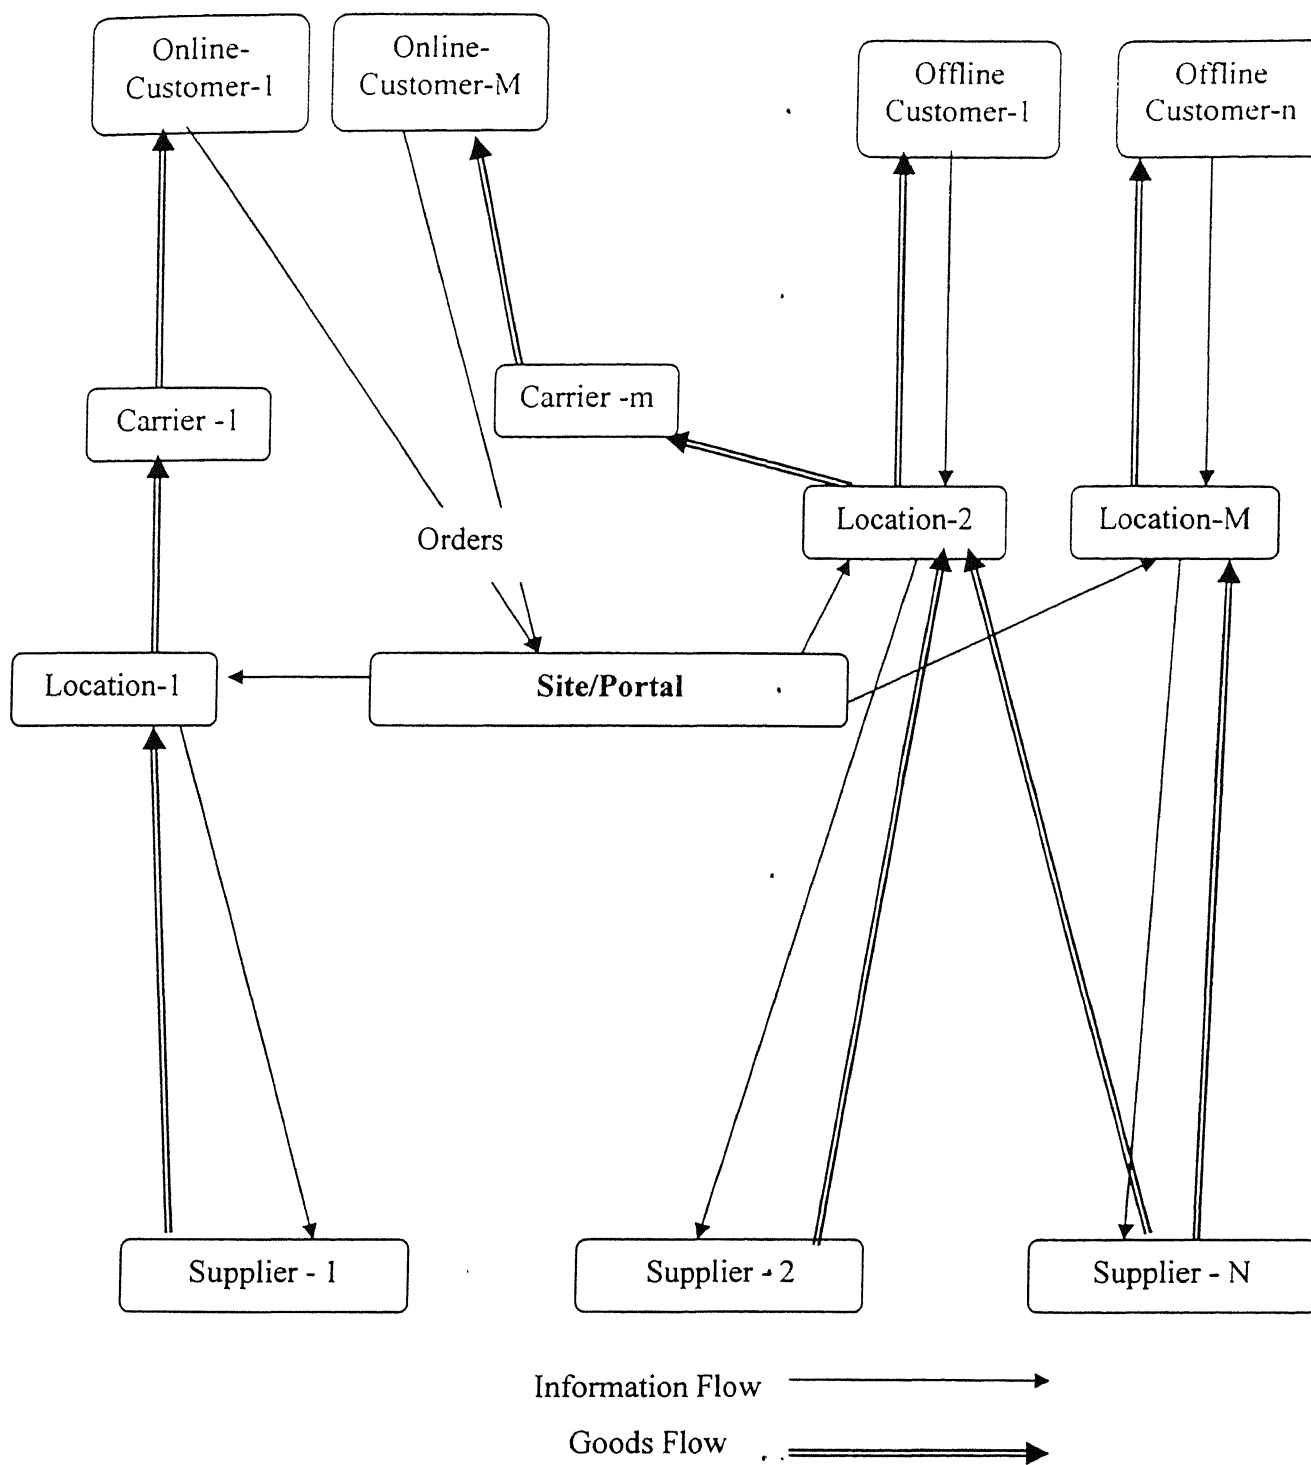 Online-
Customer-1
Online-
Customer-M
Offline
Customer-1
Offline
Customer-n
Carrier -1
Carrier -m
Location-2
Location-M
Orders
Location-1
Site/Portal
Supplier - 1
Supplier - 2
Supplier - N
Information Flow
Goods Flow